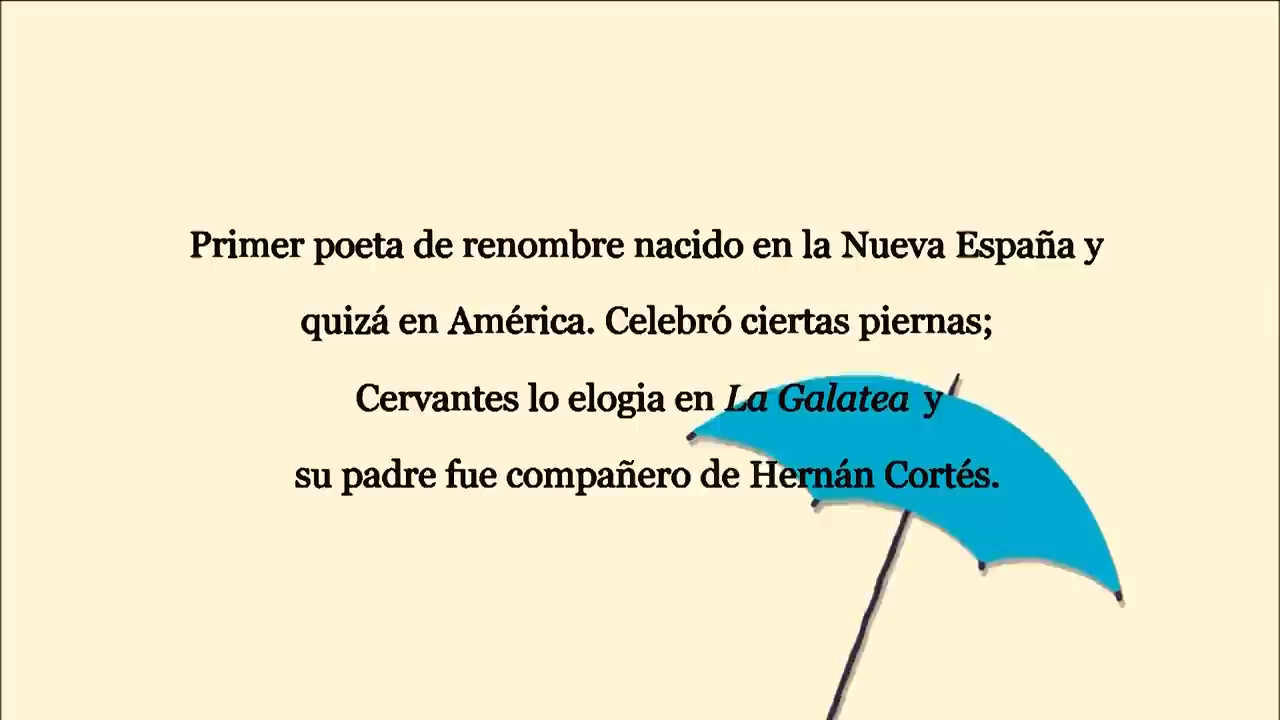 Primer poeta de renombre nacido en la Nueva España y
quizá en América. Celebró ciertas piernas;
Cervantes lo elogia en La Galatea y
su padre fue compañero de Hernán Cortés.